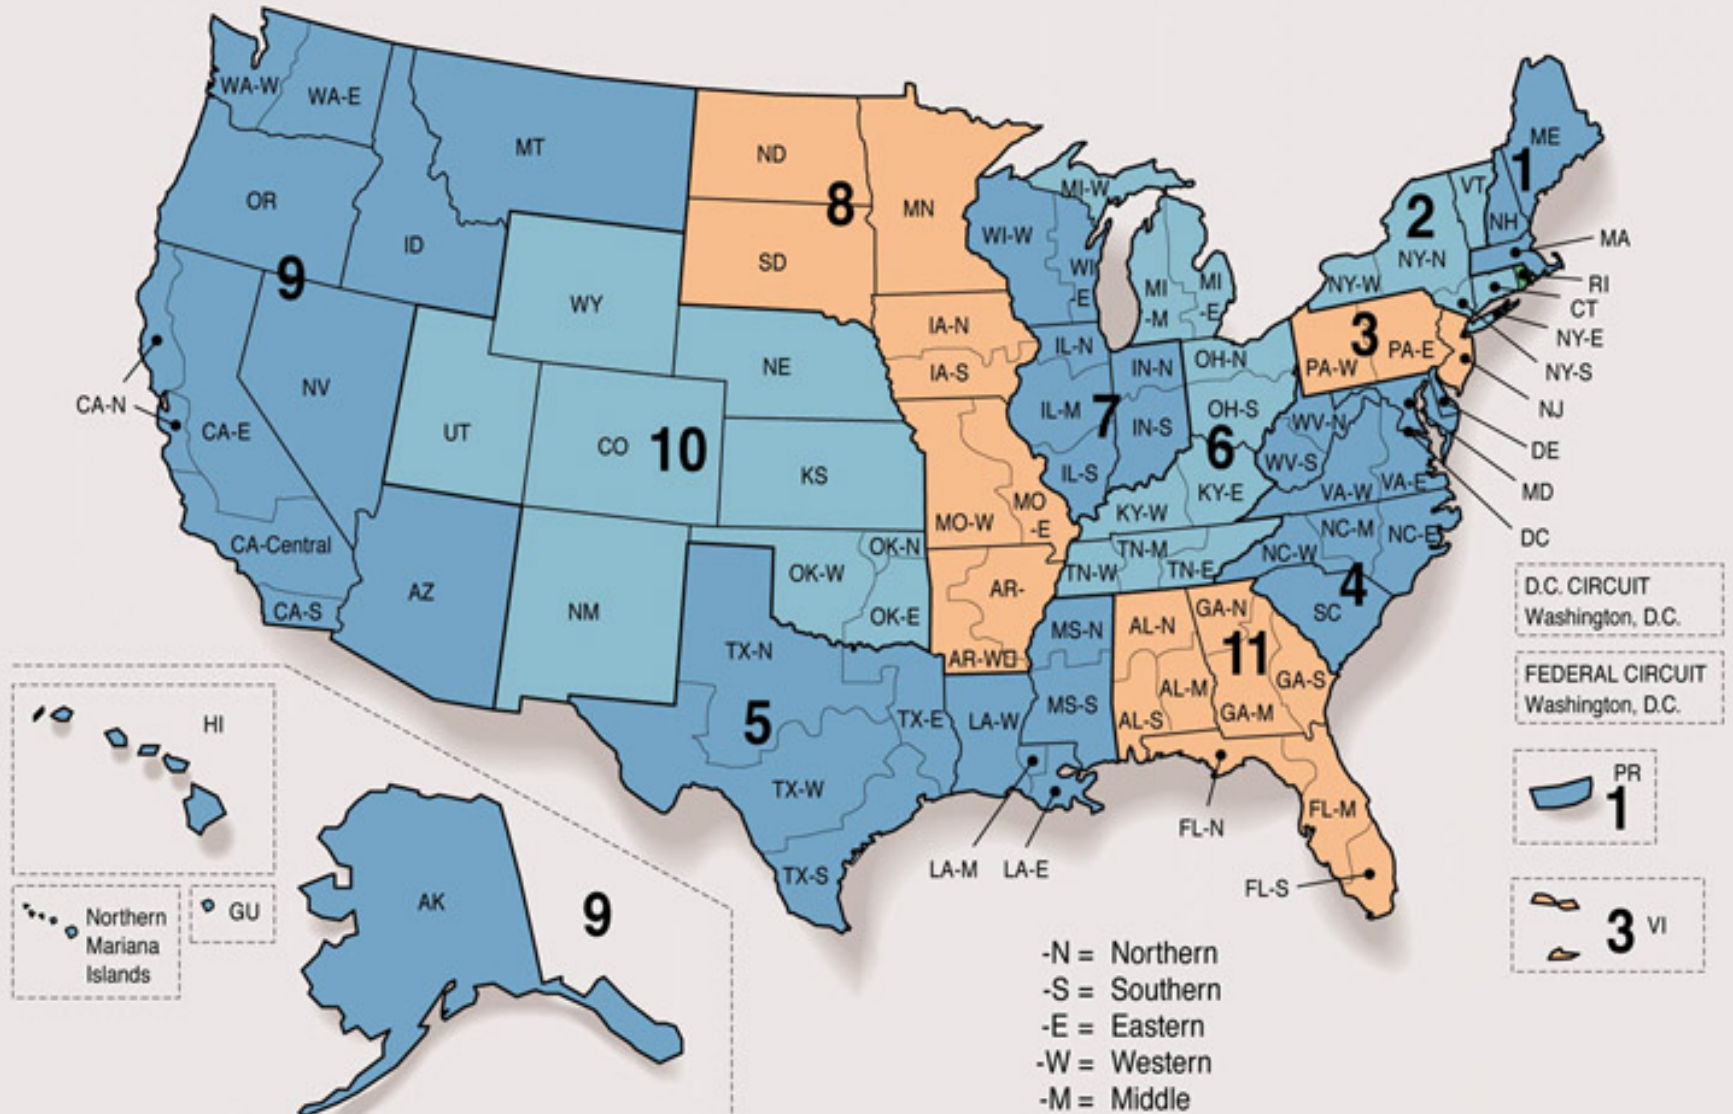 WA-W
WA-E
MT
ND
MN
ME
OR
ID
SD
8
MI-W
WI-W
WI
-E
MI
-M
MI
-E
VT
1
NH
2
NY-N
NY-W
MA
RI
CT
NY-E
NY-S
NJ
DE
MD
DC
9
WY
IA-N
IA-S
NE
IL-N
IL-M
IL-S
7
IN-N
IN-S
OH-N
OH-S
6
3
PA-W
PA-E
CA-N
CA-E
NV
UT
CO
10
KS
MO-W
MO
-E
KY-W
KY-E
WV-N
WV-S
VA-W
VA-E
CA-Central
CA-S
AZ
NM
OK-W
OK-N
OK-E
AR-
AR-W
TN-W
TN-M
TN-E
NC-W
NC-M
NC-E
4
SC
TX-N
5
TX-E
TX-W
TX-S
LA-W
MS-N
MS-S
AL-N
AL-M
AL-S
GA-N
11
GA-S
GA-M
LA-M
LA-E
FL-N
FL-M
FL-S
D.C. CIRCUIT
Washington, D.C.
FEDERAL CIRCUIT
Washington, D.C.
PR
1
3 VI
HI
Northern
Mariana
Islands
GU
AK
9
-N = Northern
-S = Southern
-E = Eastern
-W = Western
-M = Middle